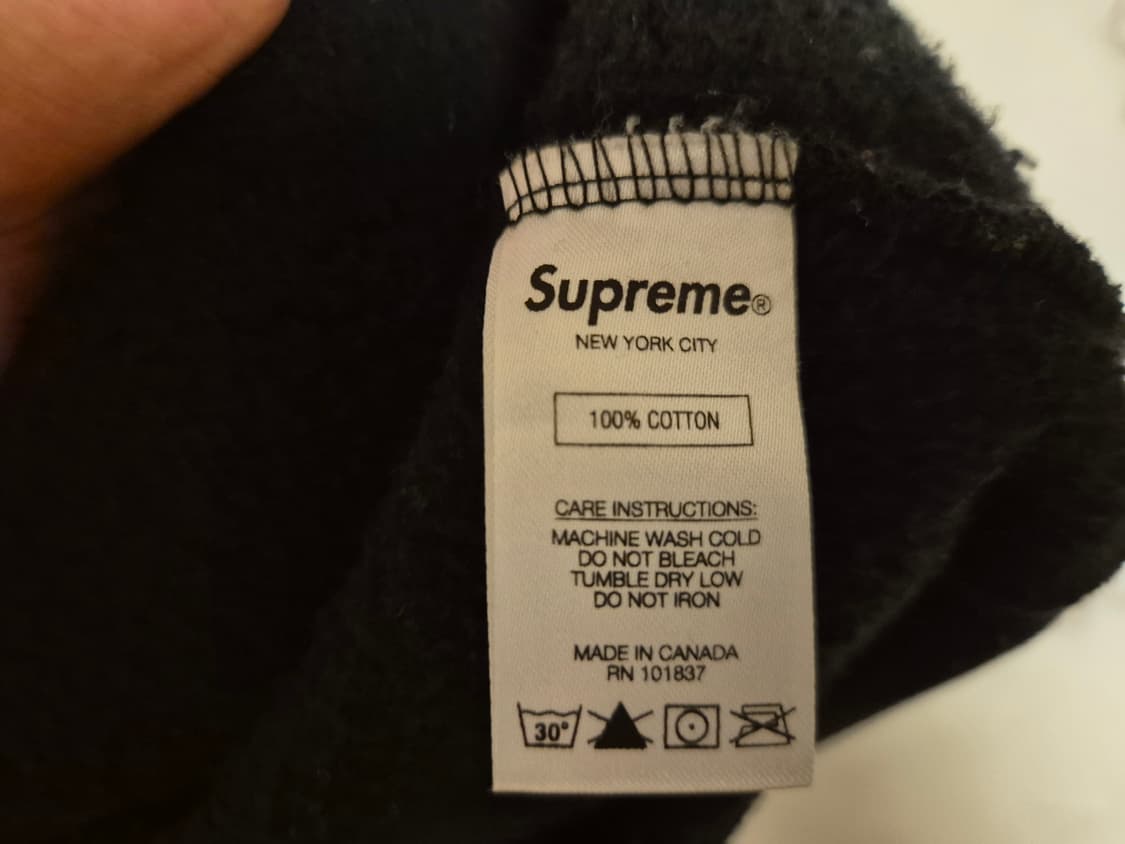 Supreme®
NEW YORK CITY
100% COTTON
CARE INSTRUCTIONS:
MACHINE WASH COLD
DO NOT BLEACH
TUMBLE DRY LOW
DO NOT IRON
MADE IN CANADA
RN 101837
30°